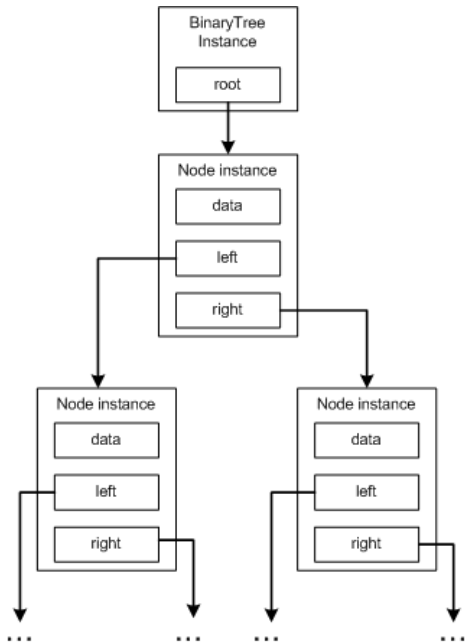 BinaryTree
Instance
root
Node instance
data
left
right
Node instance
data
left
right
Node instance
data
left
right
...
...
...
...